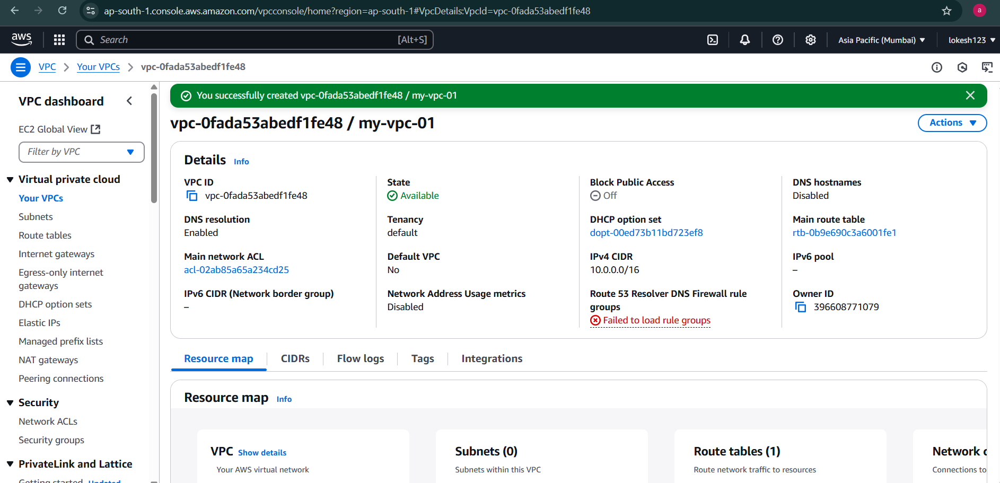 ap-south-1.console.aws.amazon.com/vpcconsole/home?region=ap-south-1#VpcDetails:VpcId=vpc-0fada53abedf1fe48
a
aws
Search [Alt+S]
Asia Pacific (Mumbai)
lokesh123
VPC
Your VPCs
vpc-0fada53abedf1fe48
VPC dashboard
EC2 Global View
Filter by VPC
Virtual private cloud
Your VPCs
Subnets
Route tables
Internet gateways
Egress-only internet
gateways
DHCP option sets
Elastic IPs
Managed prefix lists
NAT gateways
Peering connections
Security
Network ACLs
Security groups
PrivateLink and Lattice
Getting started Updated
You successfully created vpc-0fada53abedf1fe48 / my-vpc-01
vpc-0fada53abedf1fe48 / my-vpc-01
Actions
Details Info
VPC ID
vpc-0fada53abedf1fe48
State
Available
Block Public Access
Off
DNS hostnames
Disabled
DNS resolution
Enabled
Tenancy
default
DHCP option set
dopt-00ed73b11bd723ef8
Main route table
rtb-0b9e690c3a6001fe1
Main network ACL
acl-02ab85a65a234cd25
Default VPC
No
IPv4 CIDR
10.0.0.0/16
IPv6 pool
–
IPv6 CIDR (Network border group)
–
Network Address Usage metrics
Disabled
Route 53 Resolver DNS Firewall rule
groups
Failed to load rule groups
Owner ID
396608771079
Resource map
CIDRs
Flow logs
Tags
Integrations
Resource map Info
VPC Show details
Your AWS virtual network
Subnets (0)
Subnets within this VPC
Route tables (1)
Route network traffic to resources
Network
Connections to